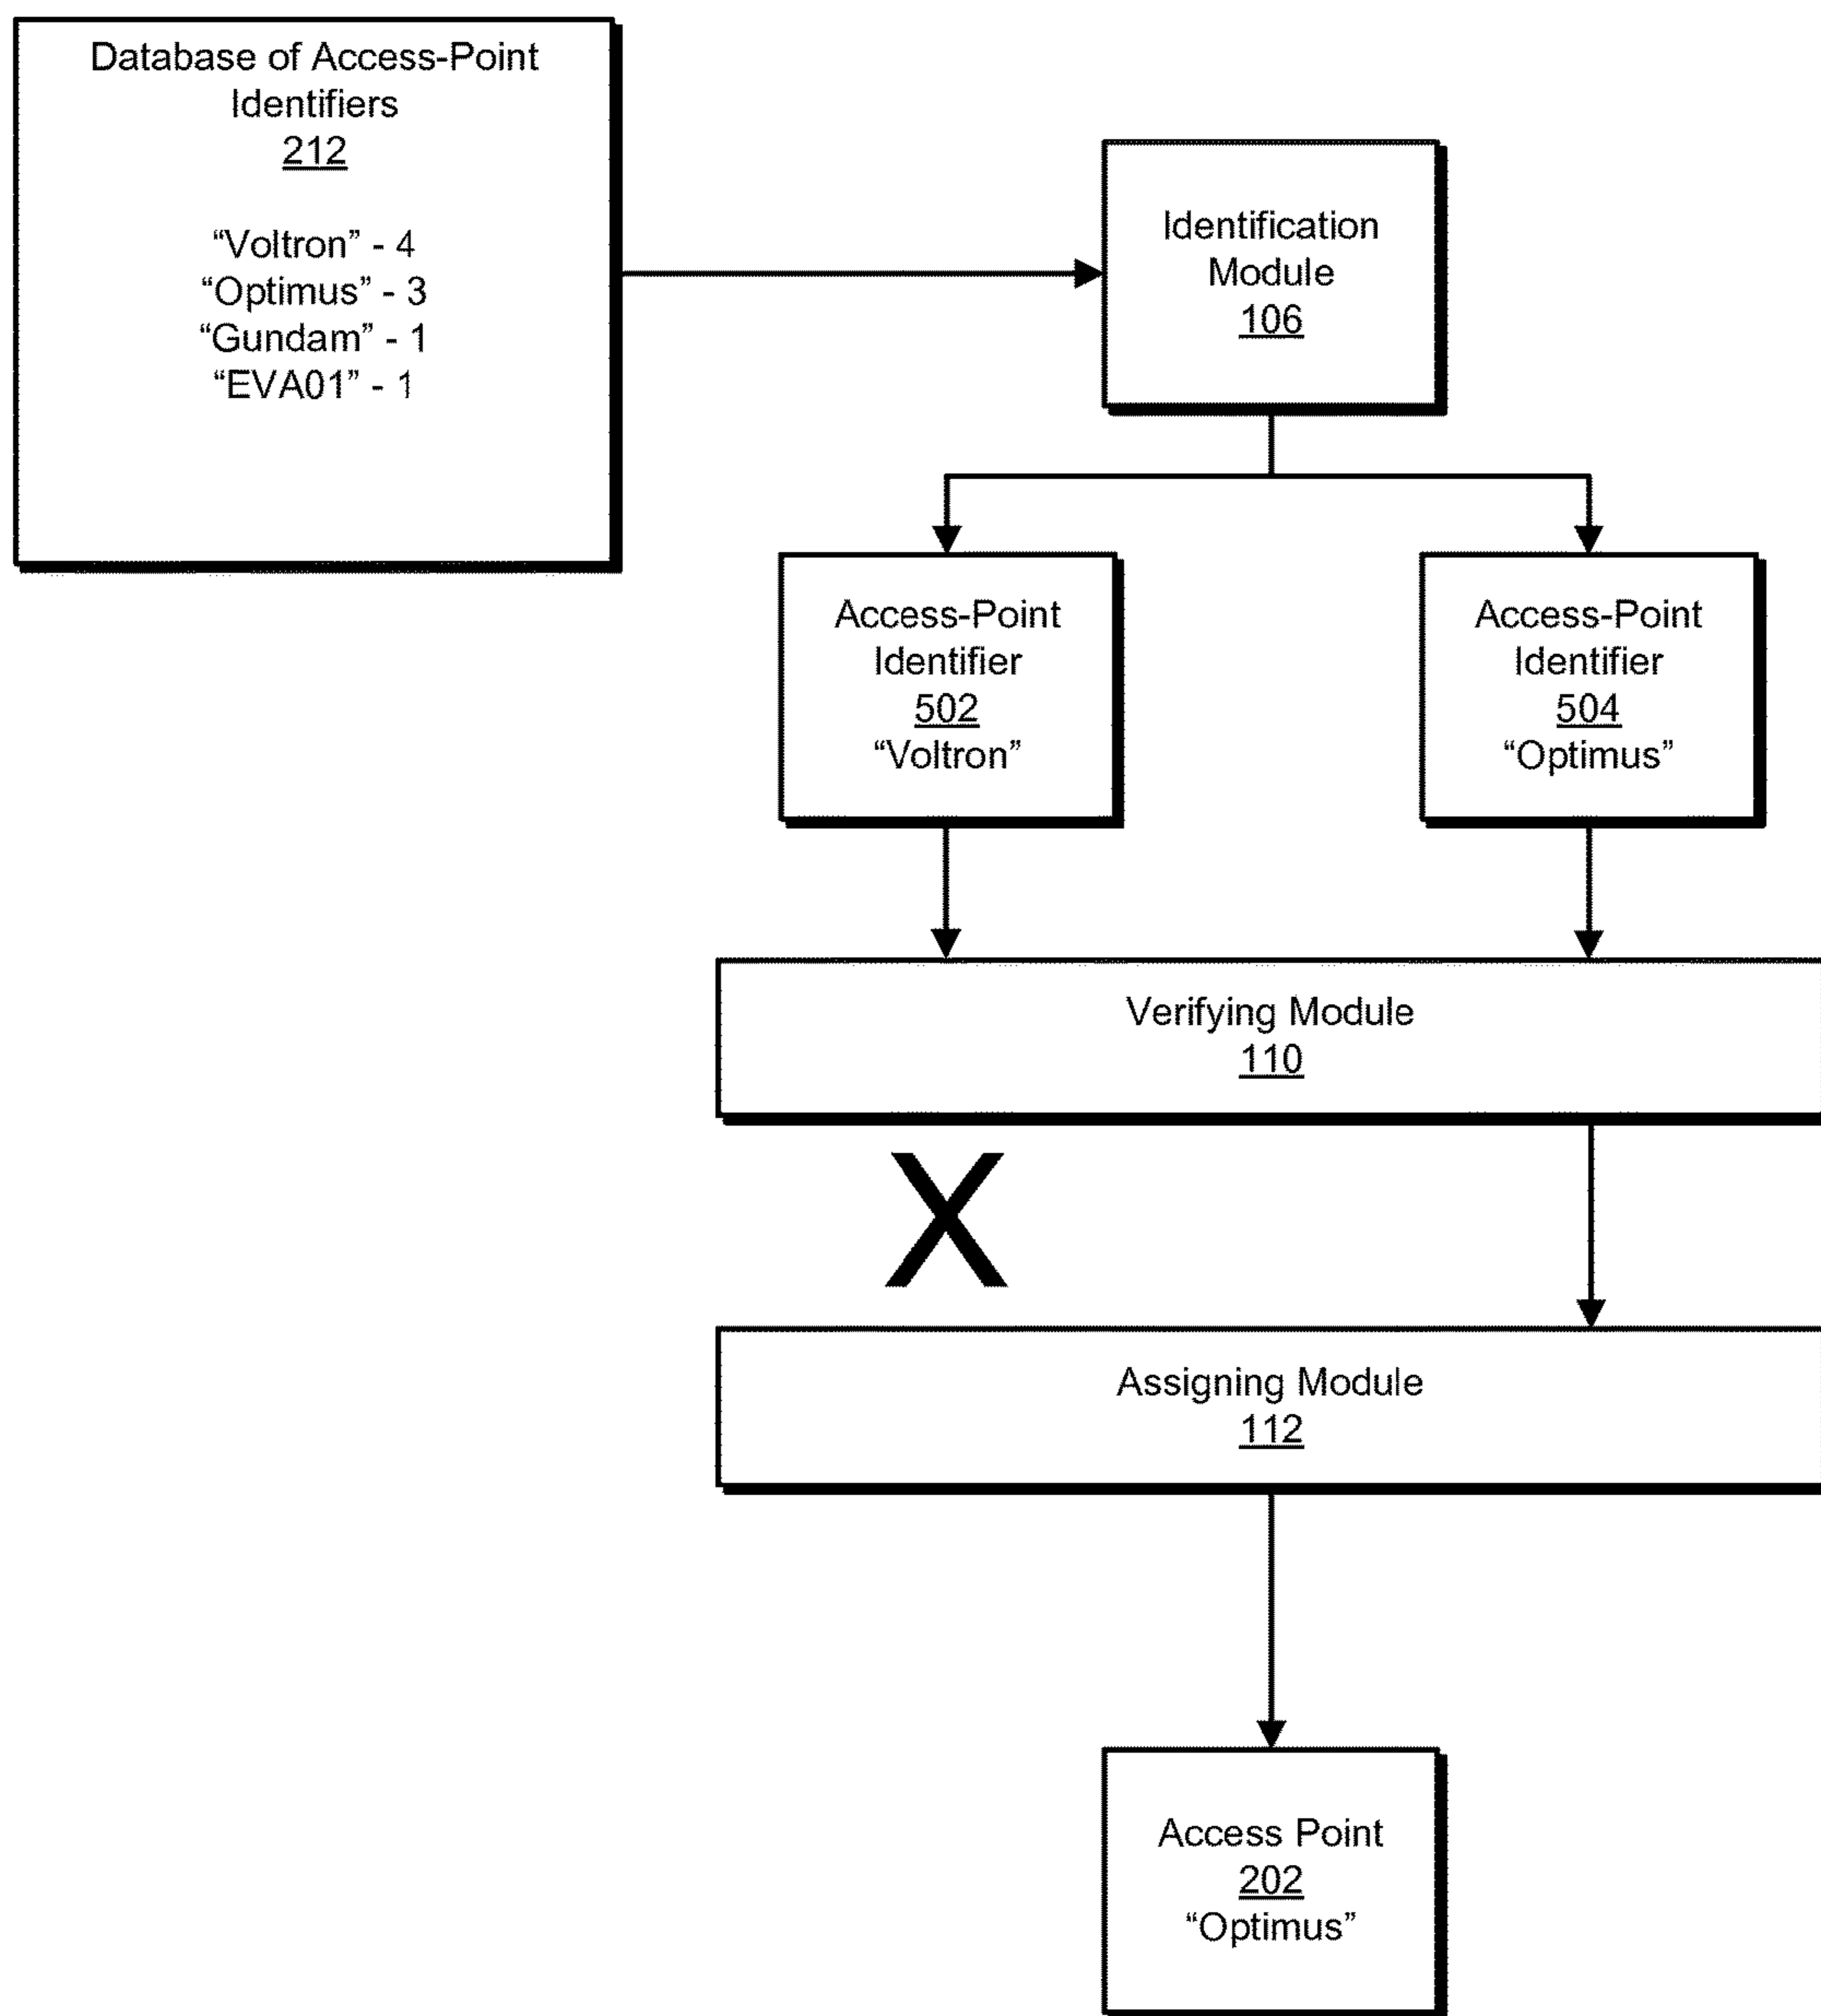 Database of Access-Point
Identifiers
212
“Voltron” - 4
“Optimus” - 3
“Gundam” - 1
“EVA01” - 1
Identification
Module
106
Access-Point
Identifier
502
“Voltron”
Access-Point
Identifier
504
“Optimus”
Verifying Module
110
X
Assigning Module
112
Access Point
202
“Optimus”